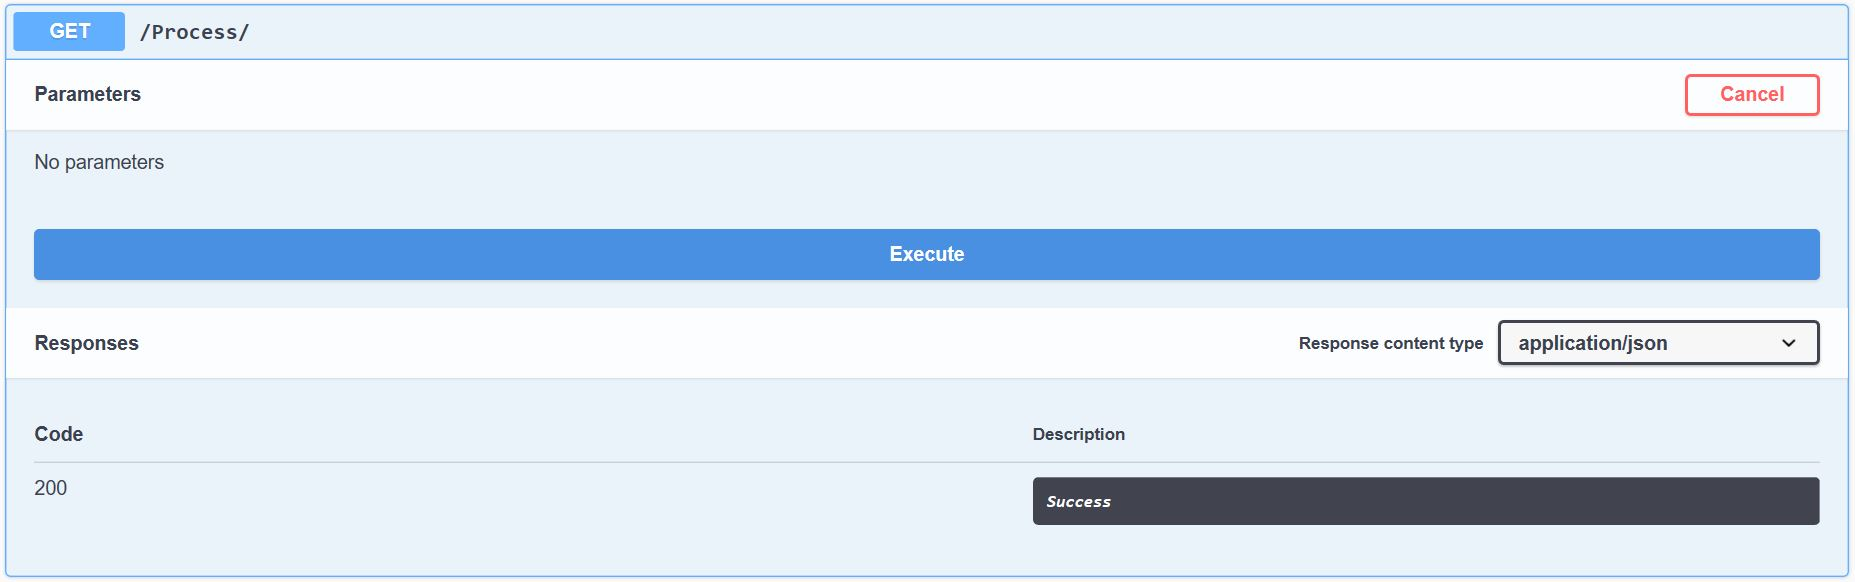 GET /Process/
Parameters
Cancel
No parameters
Execute
Responses
Response content type
application/json
Code
Description
200
Success